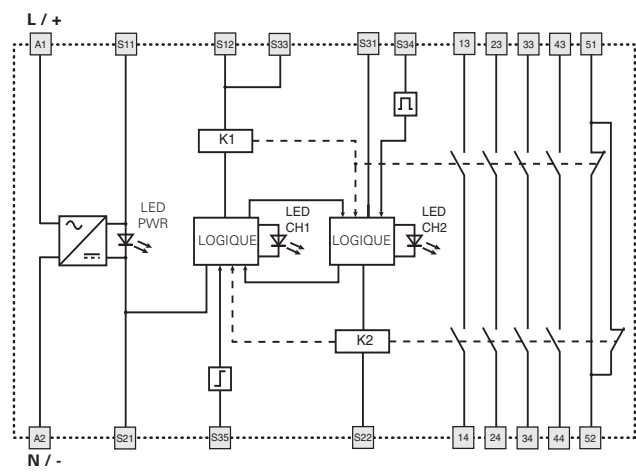 L / +
A1 S11 S12 S33 S31 S34 13 23 33 43 51
K1
LED
PWR
LOGIQUE
LED
CH1
LOGIQUE
LED
CH2
K2
A2 S21 S35 S22 14 24 34 44 52
N / -